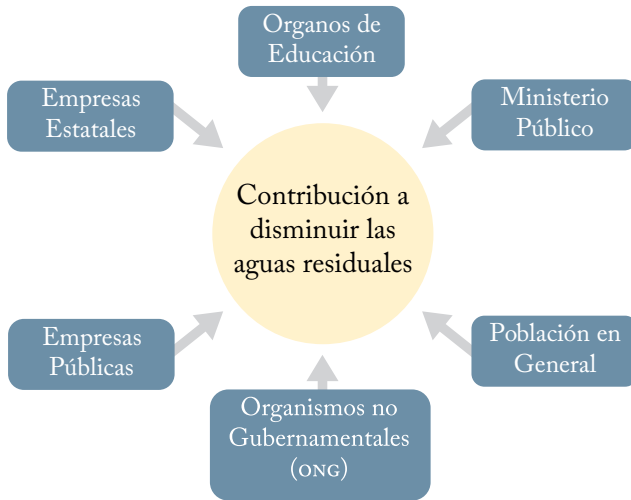 Organos de
Educación
Empresas
Estatales
Ministerio
Público
Contribución a
disminuir las
aguas residuales
Empresas
Públicas
Población en
General
Organismos no
Gubernamentales
(ONG)